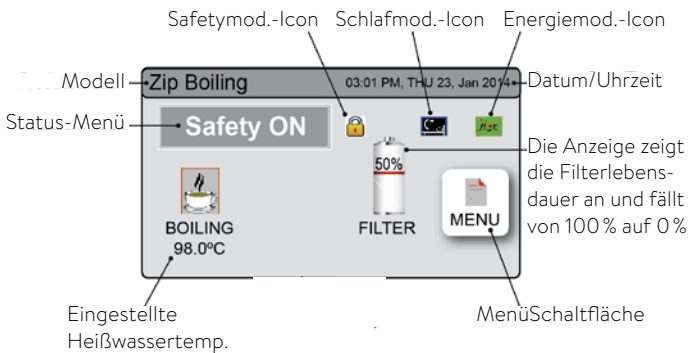 Safetymod.-Icon Schlafmod.-Icon Energiemod.-Icon
Modell
Zip Boiling
03:01 PM, THU 23, Jan 2014
Datum/Uhrzeit
Status-Menü
Safety ON
Die Anzeige zeigt
die Filterlebens-
dauer an und fällt
von 100 % auf 0 %
50%
BOILING
98.0ºC
FILTER
MENU
Eingestellte
Heißwassertemp.
MenüSchaltfläche